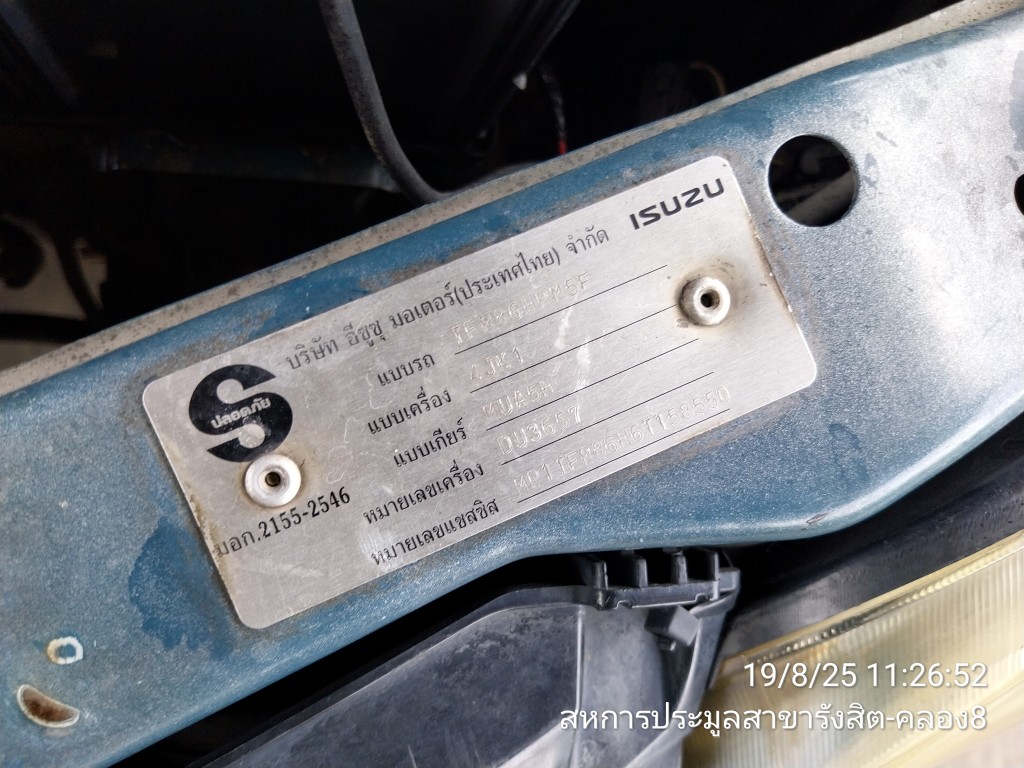 ISUZU
บริษัท อีซูซุ มอเตอร์(ประเทศไทย) จำกัด
S
ปลอดภัย
มอก.2155-2546
แบบรถ
แบบเครื่อง 4JK1
แบบเกียร์ MUA5H
หมายเลขเครื่อง
หมายเลขแชสซิส
19/8/25 11:26:52
สหการประมูลสาขารังสิต-คลอง8